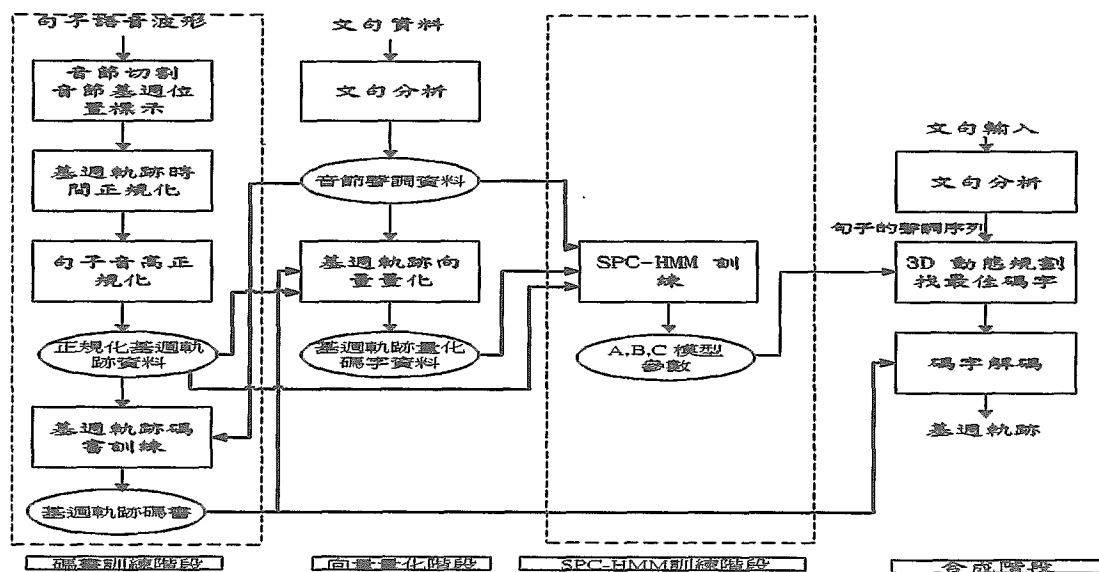 句子語音波形
音節切割
音節基週位
置標示
基週軌跡時
間正規化
句子音高正
規化
正規化基週軌
跡資料
基週軌跡碼
書訓練
基週軌跡碼書
碼書訓練階段
文句資料
文句分析
音節聲調資料
基週軌跡向
量量化
基週軌跡量化
碼字資料
向量量化階段
SPC-HMM 訓
練
A,B,C 模型
參數
SPC-HMM訓練階段
文句輸入
文句分析
句子的聲調序列
3D 動態規劃
找最佳碼字
碼字解碼
基週軌跡
合成階段